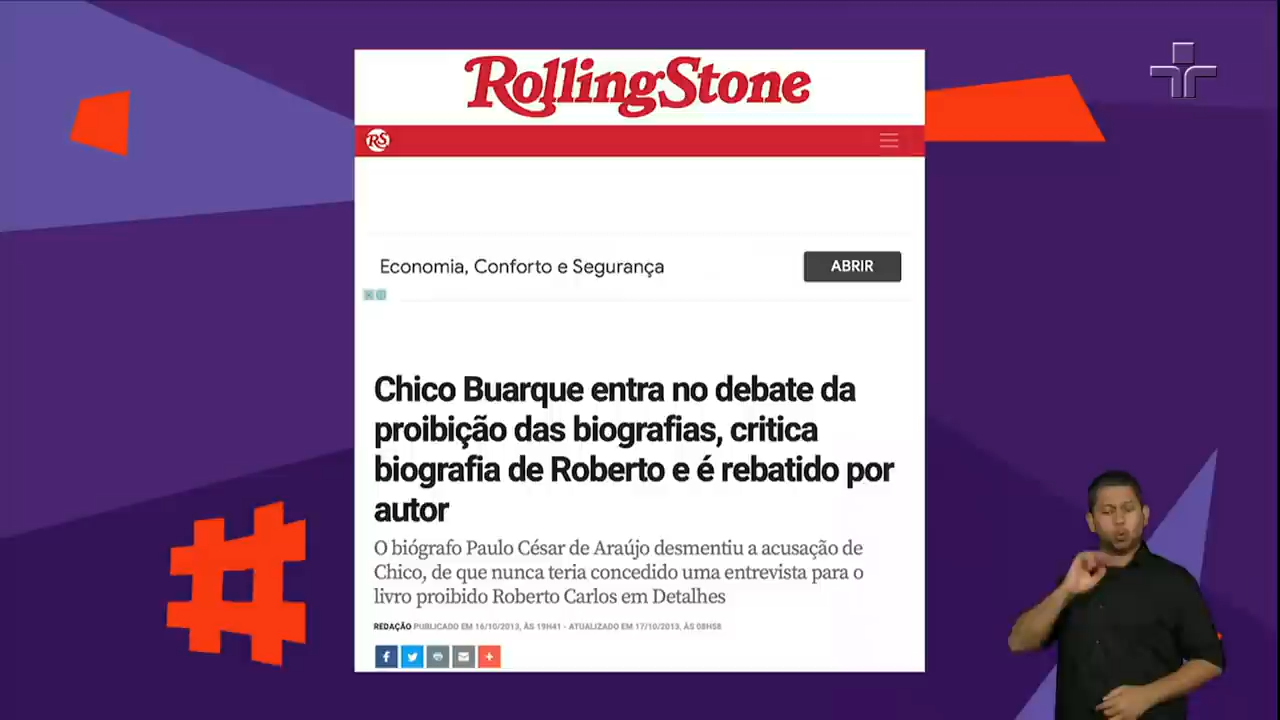 RollingStone
RS
Economia, Conforto e Segurança
ABRIR
Chico Buarque entra no debate da
proibição das biografias, critica
biografia de Roberto e é rebatido por
autor
O biógrafo Paulo César de Araújo desmentiu a acusação de
Chico, de que nunca teria concedido uma entrevista para o
livro proibido Roberto Carlos em Detalhes
REDAÇÃO PUBLICADO EM 16/10/2013, ÀS 19H41 - ATUALIZADO EM 17/10/2013, ÀS 08H58